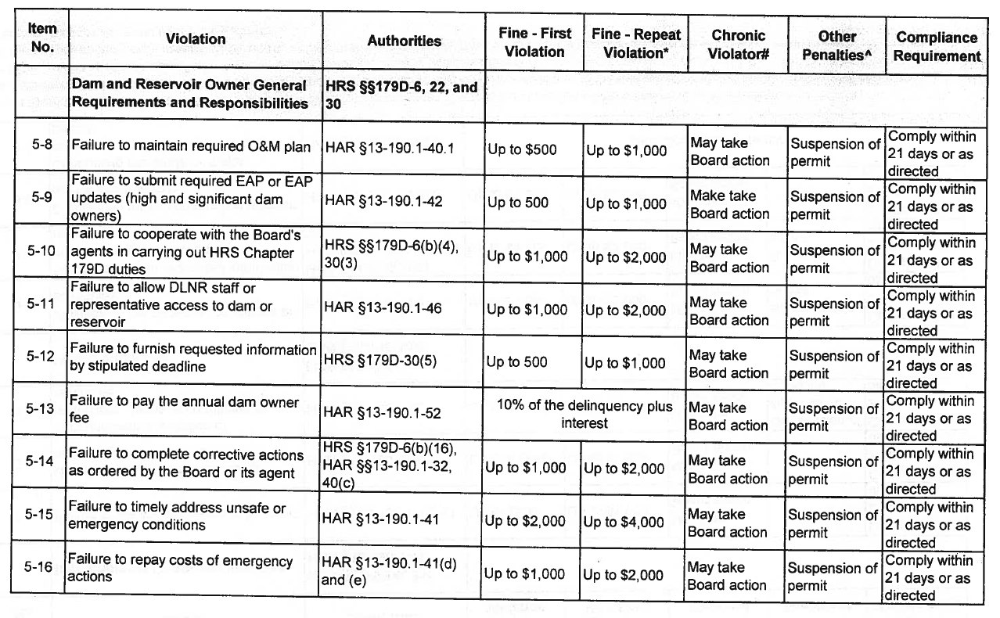 Item No. Violation Authorities Fine - First Violation Fine - Repeat Violation* Chronic Violator# Other Penalties^ Compliance Requirement
Dam and Reservoir Owner General Requirements and Responsibilities HRS §§179D-6, 22, and 30
5-8 Failure to maintain required O&M plan HAR §13-190.1-40.1 Up to $500 Up to $1,000 May take Board action Suspension of permit Comply within 21 days or as directed
5-9 Failure to submit required EAP or EAP updates (high and significant dam owners) HAR §13-190.1-42 Up to 500 Up to $1,000 Make take Board action Suspension of permit Comply within 21 days or as directed
5-10 Failure to cooperate with the Board's agents in carrying out HRS Chapter 179D duties HRS §§179D-6(b)(4), 30(3) Up to $1,000 Up to $2,000 May take Board action Suspension of permit Comply within 21 days or as directed
5-11 Failure to allow DLNR staff or representative access to dam or reservoir HAR §13-190.1-46 Up to $1,000 Up to $2,000 May take Board action Suspension of permit Comply within 21 days or as directed
5-12 Failure to furnish requested information by stipulated deadline HRS §179D-30(5) Up to 500 Up to $1,000 May take Board action Suspension of permit Comply within 21 days or as directed
5-13 Failure to pay the annual dam owner fee HAR §13-190.1-52 10% of the delinquency plus interest May take Board action Suspension of permit Comply within 21 days or as directed
5-14 Failure to complete corrective actions as ordered by the Board or its agent HRS §179D-6(b)(16), HAR §§13-190.1-32, 40(c) Up to $1,000 Up to $2,000 May take Board action Suspension of permit Comply within 21 days or as directed
5-15 Failure to timely address unsafe or emergency conditions HAR §13-190.1-41 Up to $2,000 Up to $4,000 May take Board action Suspension of permit Comply within 21 days or as directed
5-16 Failure to repay costs of emergency actions HAR §13-190.1-41(d) and (e) Up to $1,000 Up to $2,000 May take Board action Suspension of permit Comply within 21 days or as directed